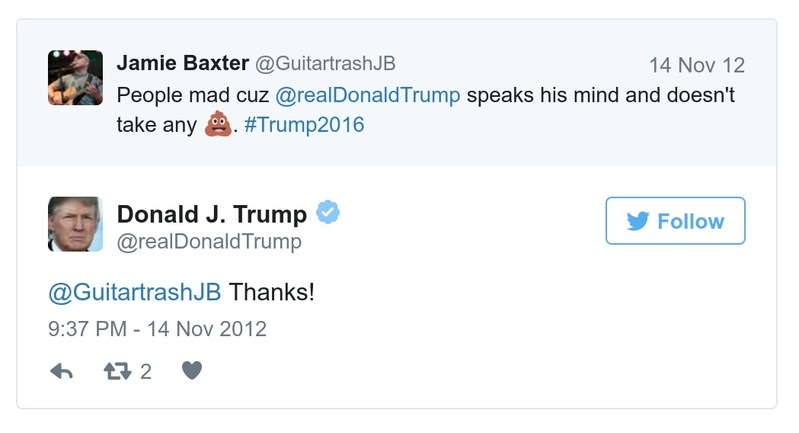 Jamie Baxter @GuitartrashJB 14 Nov 12
People mad cuz @realDonaldTrump speaks his mind and doesn't
take any 💩. #Trump2016
Donald J. Trump
@realDonaldTrump
Follow
@GuitartrashJB Thanks!
9:37 PM - 14 Nov 2012
2